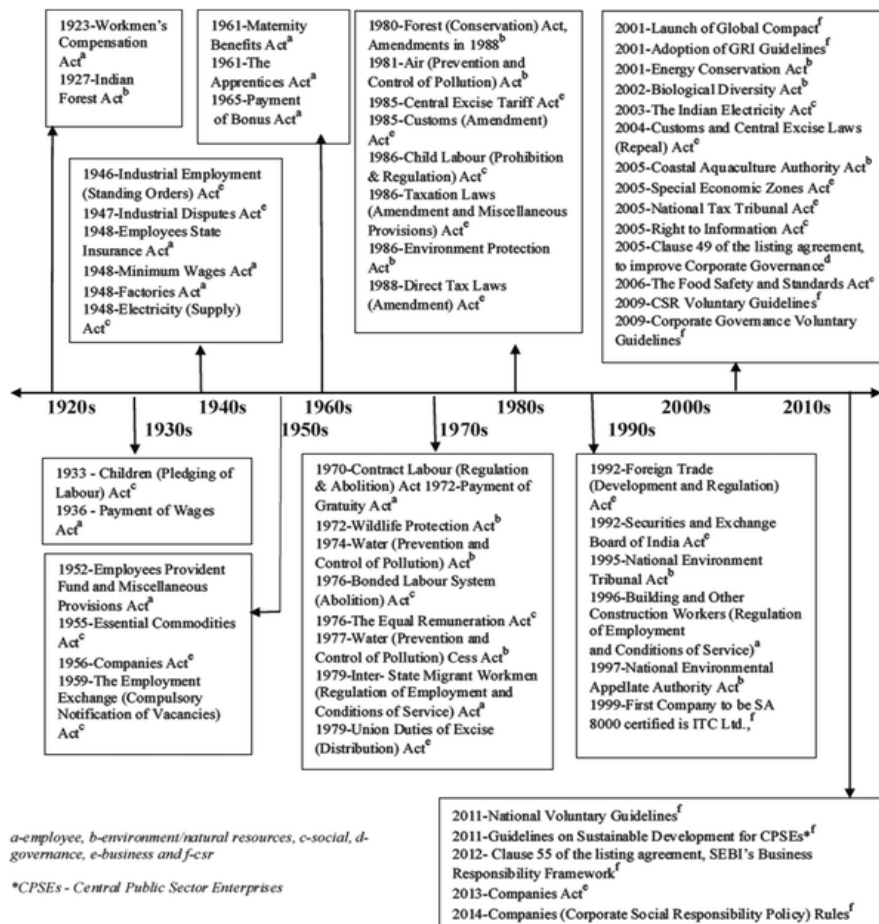 1923-Workmen's
Compensation
Act^a
1927-Indian
Forest Act^b
1961-Maternity
Benefits Act^a
1961-The
Apprentices Act^a
1965-Payment
of Bonus Act^a
1980-Forest (Conservation) Act,
Amendments in 1988^b
1981-Air (Prevention and
Control of Pollution) Act^b
1985-Central Excise Tariff Act^e
1985-Customs (Amendment)
Act^e
1986-Child Labour (Prohibition
& Regulation) Act^c
1986-Taxation Laws
(Amendment and Miscellaneous
Provisions) Act^e
1986-Environment Protection
Act^b
1988-Direct Tax Laws
(Amendment) Act^e
2001-Launch of Global Compact^f
2001-Adoption of GRI Guidelines^f
2001-Energy Conservation Act^b
2002-Biological Diversity Act^b
2003-The Indian Electricity Act^c
2004-Customs and Central Excise Laws
(Repeal) Act^e
2005-Coastal Aquaculture Authority Act^b
2005-Special Economic Zones Act^e
2005-National Tax Tribunal Act^e
2005-Right to Information Act^c
2005-Clause 49 of the listing agreement,
to improve Corporate Governance^d
2006-The Food Safety and Standards Act^e
2009-CSR Voluntary Guidelines^f
2009-Corporate Governance Voluntary
Guidelines^f
1946-Industrial Employment
(Standing Orders) Act^e
1947-Industrial Disputes Act^e
1948-Employees State
Insurance Act^a
1948-Minimum Wages Act^a
1948-Factories Act^a
1948-Electricity (Supply)
Act^c
1920s 1940s 1960s 1980s 2000s 2010s
1930s 1950s 1970s 1990s
1933 - Children (Pledging of
Labour) Act^c
1936 - Payment of Wages
Act^a
1952-Employees Provident
Fund and Miscellaneous
Provisions Act^a
1955-Essential Commodities
Act^c
1956-Companies Act^e
1959-The Employment
Exchange (Compulsory
Notification of Vacancies)
Act^c
1970-Contract Labour (Regulation
& Abolition) Act 1972-Payment of
Gratuity Act^a
1972-Wildlife Protection Act^b
1974-Water (Prevention and
Control of Pollution) Act^b
1976-Bonded Labour System
(Abolition) Act^c
1976-The Equal Remuneration Act^c
1977-Water (Prevention and
Control of Pollution) Cess Act^b
1979-Inter- State Migrant Workmen
(Regulation of Employment and
Conditions of Service) Act^a
1979-Union Duties of Excise
(Distribution) Act^e
1992-Foreign Trade
(Development and Regulation)
Act^e
1992-Securities and Exchange
Board of India Act^e
1995-National Environment
Tribunal Act^b
1996-Building and Other
Construction Workers (Regulation
of Employment
and Conditions of Service)^a
1997-National Environmental
Appellate Authority Act^b
1999-First Company to be SA
8000 certified is ITC Ltd.,^f
2011-National Voluntary Guidelines^f
2011-Guidelines on Sustainable Development for CPSEs*^f
2012- Clause 55 of the listing agreement, SEBI's Business
Responsibility Framework^f
2013-Companies Act^e
2014-Companies (Corporate Social Responsibility Policy) Rules^f
a-employee, b-environment/natural resources, c-social, d-
governance, e-business and f-csr
*CPSEs - Central Public Sector Enterprises